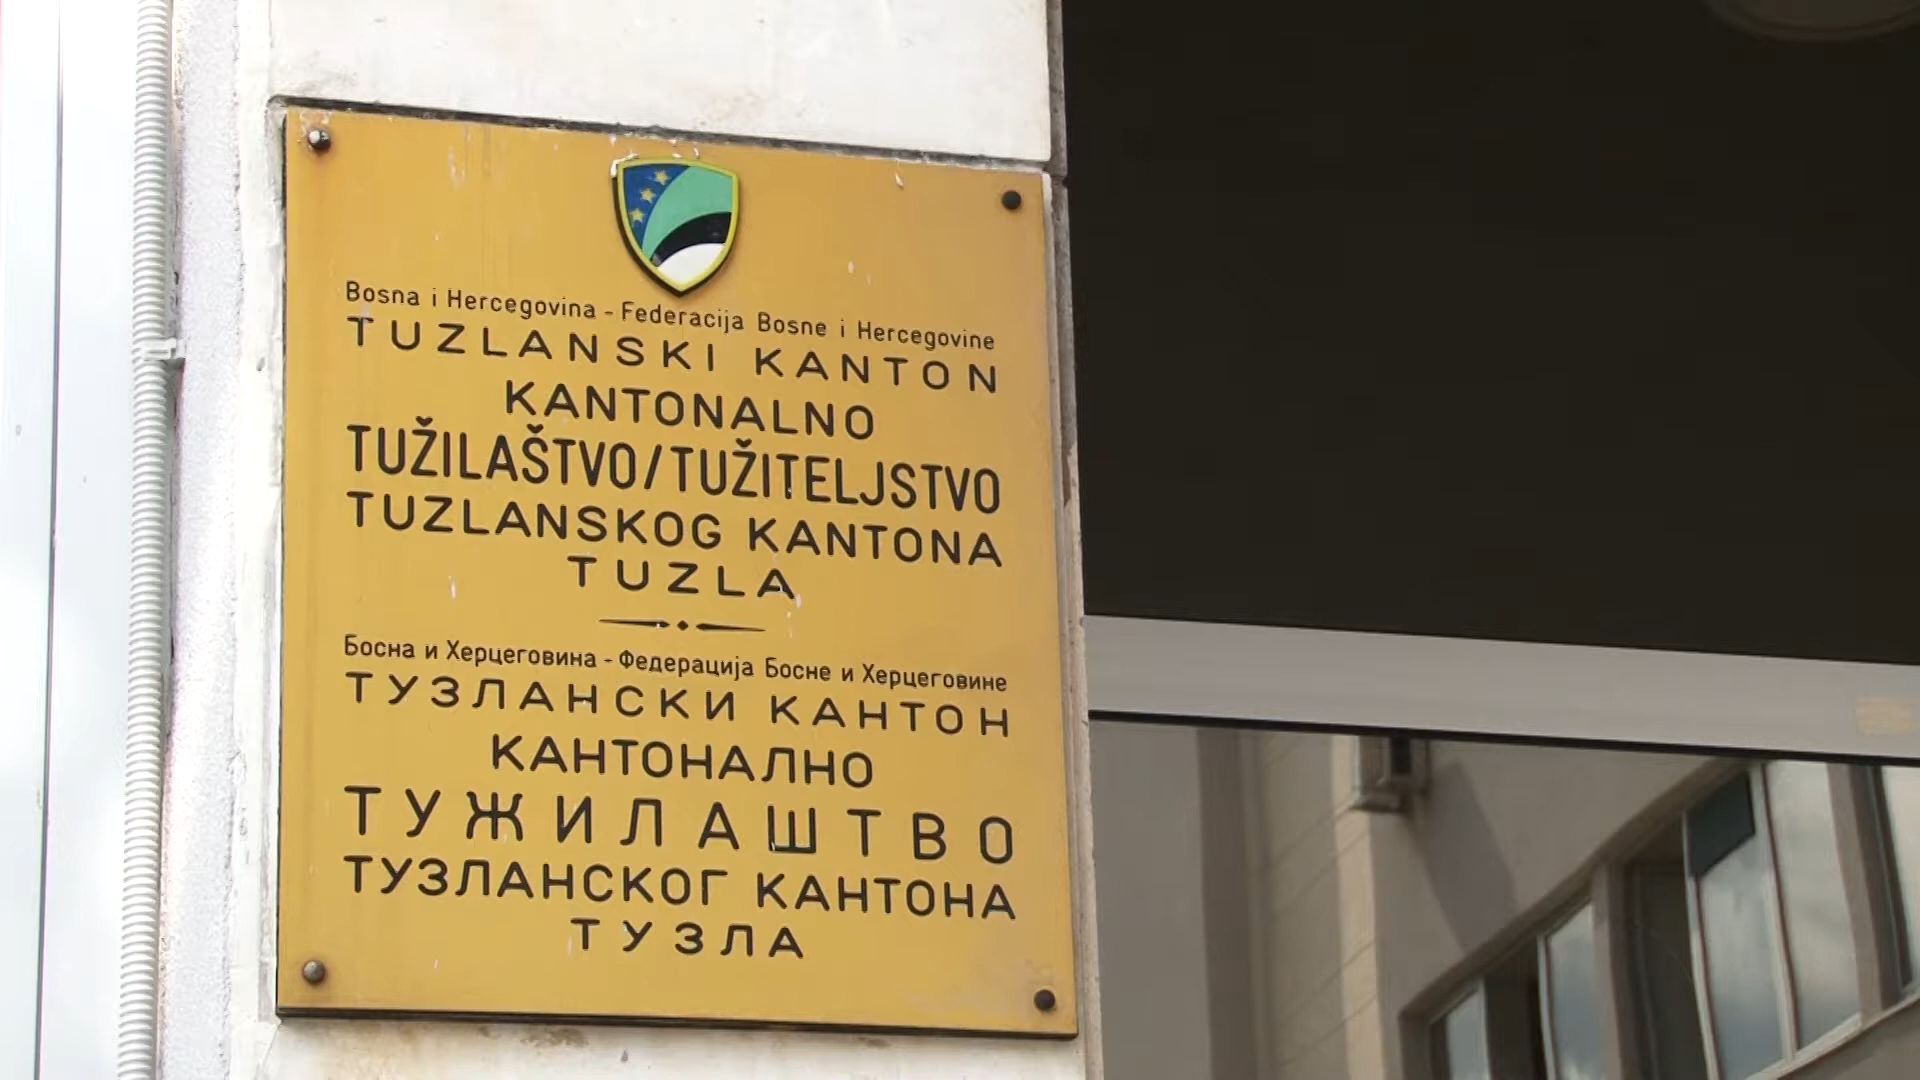 Bosna i Hercegovina - Federacija Bosne i Hercegovine
TUZLANSKI KANTON
KANTONALNO
TUŽILAŠTVO/TUŽITELJSTVO
TUZLANSKOG KANTONA
TUZLA
Босна и Херцеговина - Федерација Босне и Херцеговине
ТУЗЛАНСКИ КАНТОН
КАНТОНАЛНО
ТУЖИЛАШТВО
ТУЗЛАНСКОГ КАНТОНА
ТУЗЛА